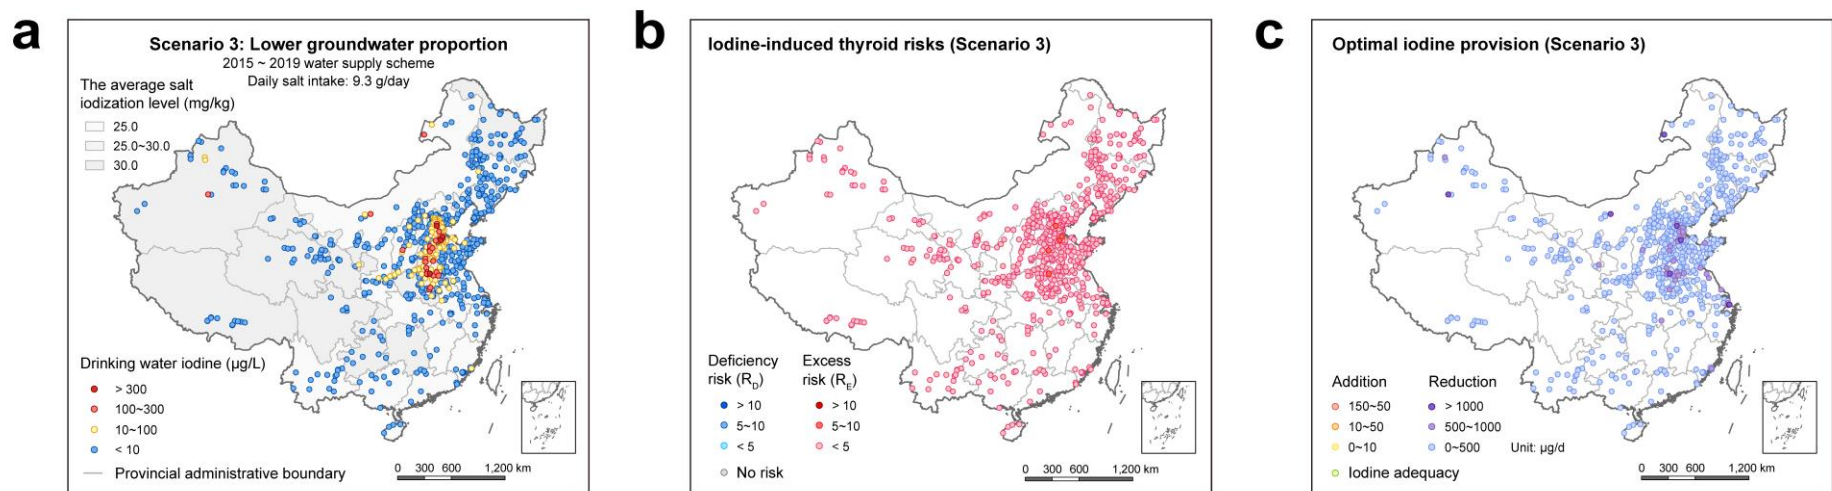 a
Scenario 3: Lower groundwater proportion
2015 ~ 2019 water supply scheme
Daily salt intake: 9.3 g/day
The average salt
iodization level (mg/kg)
25.0
25.0~30.0
30.0
Drinking water iodine (µg/L)
> 300
100~300
10~100
< 10
Provincial administrative boundary
0 300 600 1,200 km
b
Iodine-induced thyroid risks (Scenario 3)
Deficiency Excess
risk (R_D) risk (R_E)
> 10 > 10
5~10 5~10
< 5 < 5
No risk
0 300 600 1,200 km
c
Optimal iodine provision (Scenario 3)
Addition Reduction
150~50 > 1000
10~50 500~1000
0~10 0~500 Unit: µg/d
Iodine adequacy
0 300 600 1,200 km